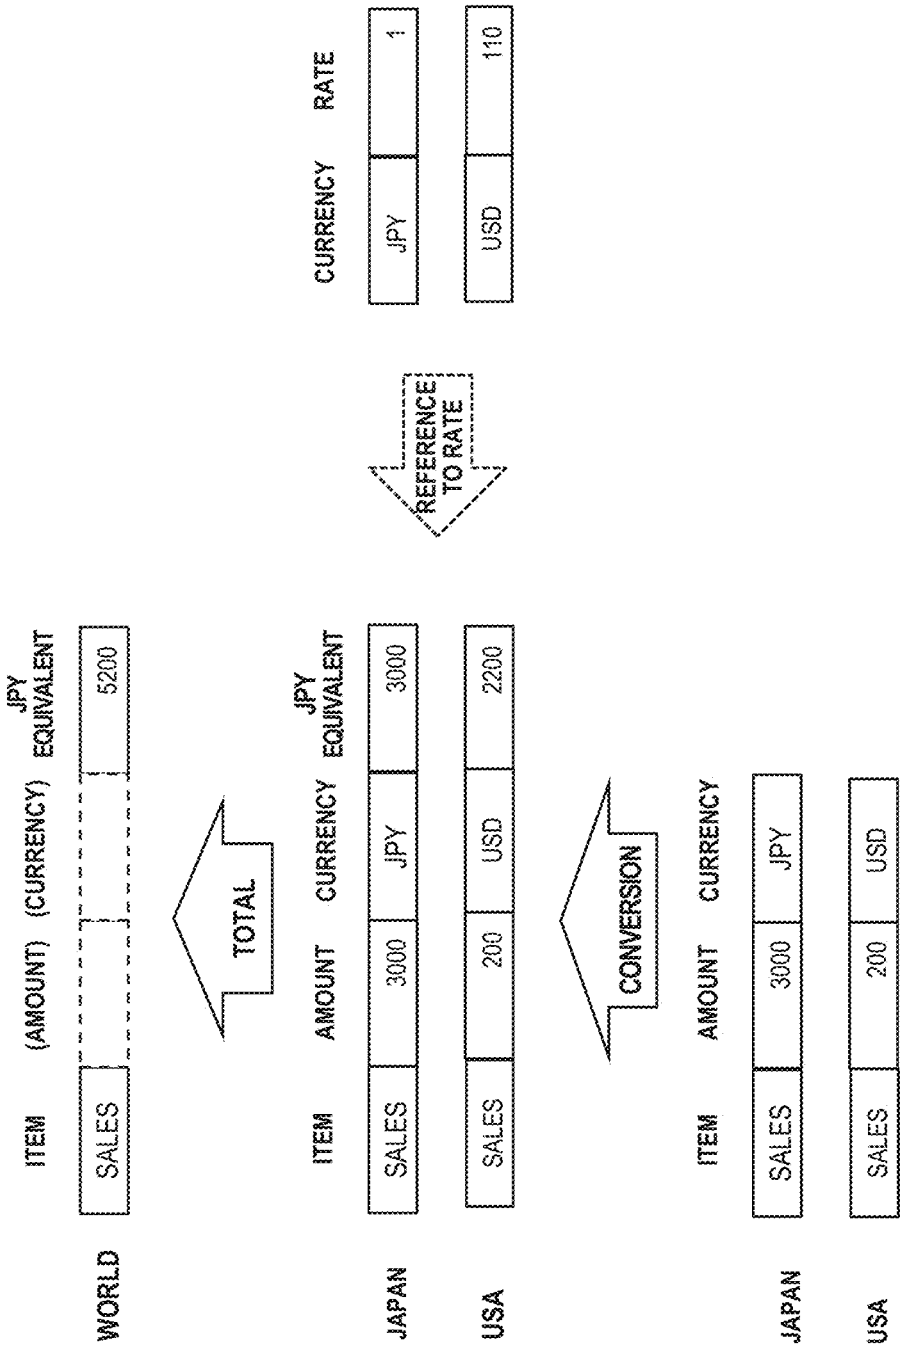 ITEM (AMOUNT) (CURRENCY) JPY EQUIVALENT
WORLD SALES 5200
TOTAL
ITEM AMOUNT CURRENCY JPY EQUIVALENT
JAPAN SALES 3000 JPY 3000
USA SALES 200 USD 2200
REFERENCE
TO RATE
CURRENCY RATE
JPY 1
USD 110
CONVERSION
ITEM AMOUNT CURRENCY
JAPAN SALES 3000 JPY
USA SALES 200 USD